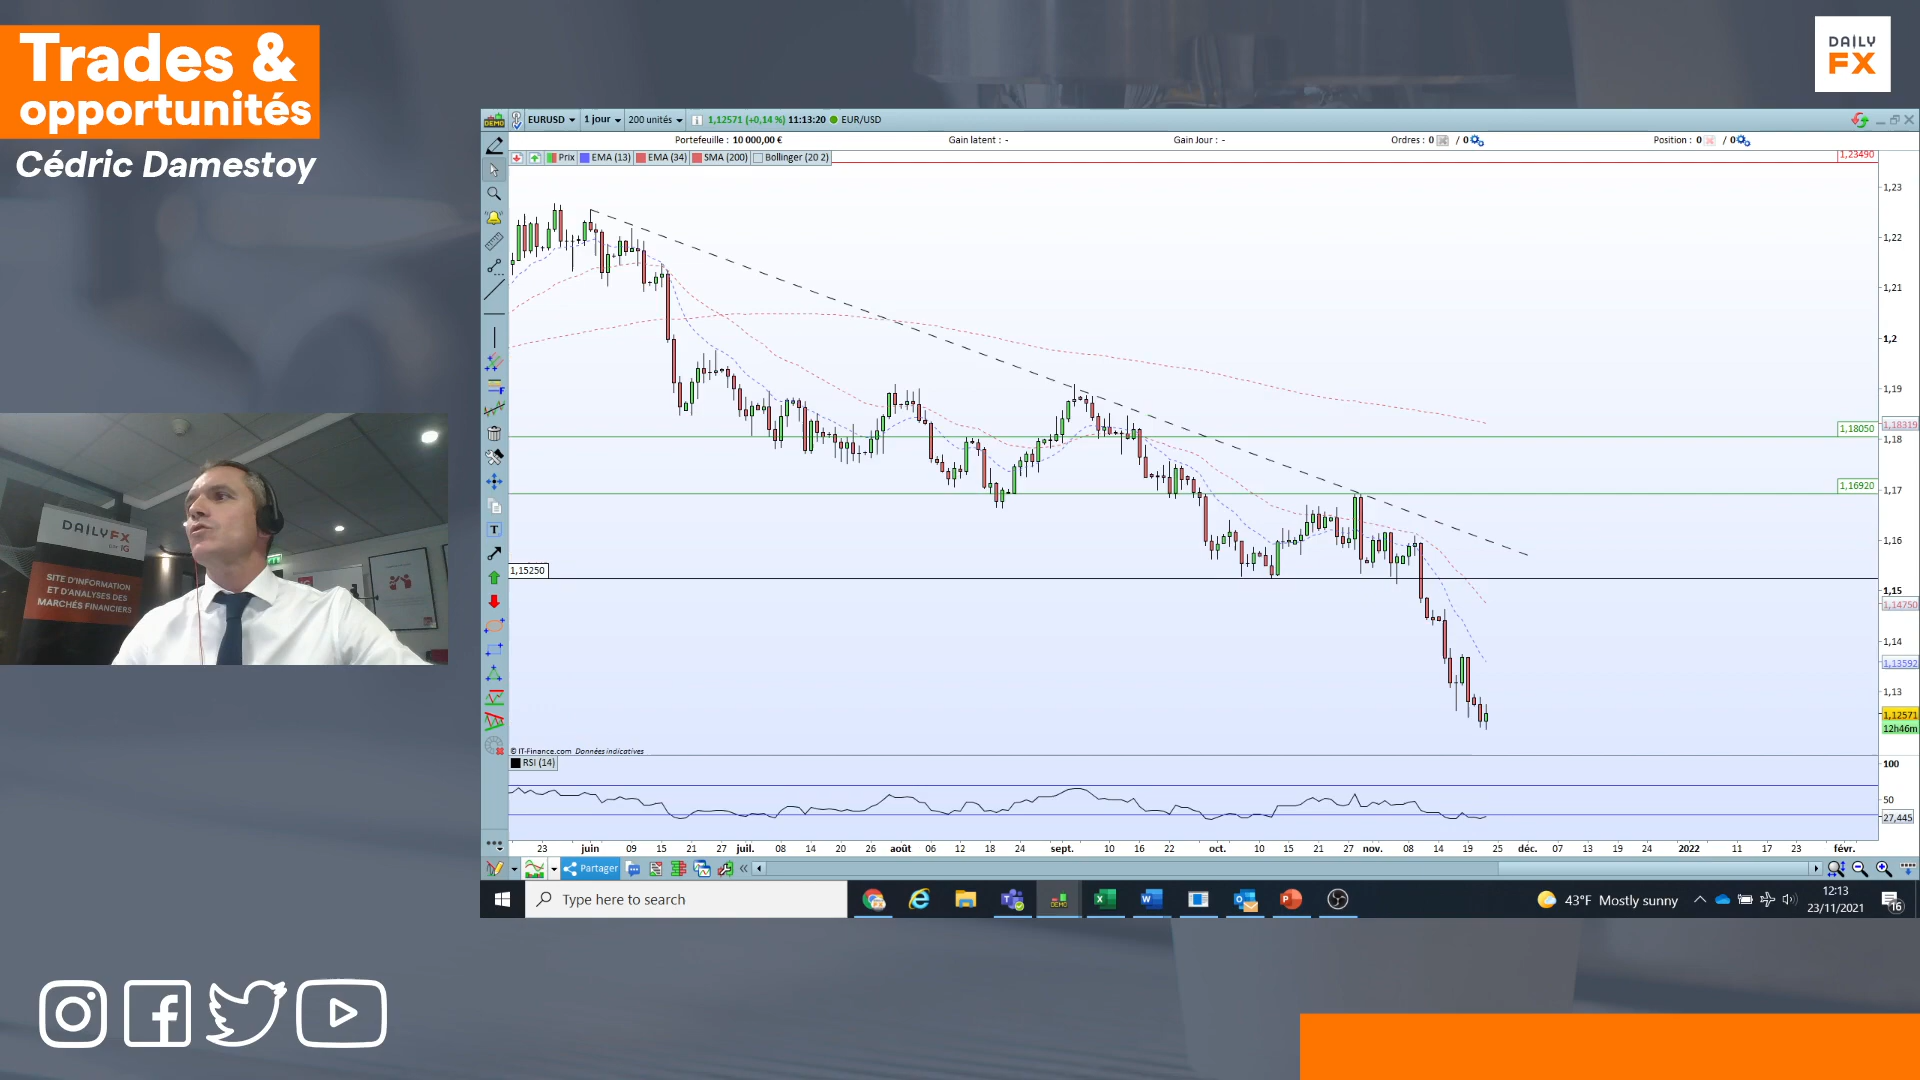 Trades &
opportunités
Cédric Damestoy
DAILY
FX
EURUSD
1 jour
200 unités
1,12571 (+0,14 %) 11:13:20
EUR/USD
Portefeuille : 10 000,00 €
Gain latent : -
Gain Jour : -
Ordres : 0 / 0
Position : 0 / 0
Prix
EMA (13)
EMA (34)
SMA (200)
Bollinger (20 2)
1,23490
1,23
1,22
1,21
1,2
1,19
1,18050
1,18319
1,18
1,17
1,16920
1,16
1,15250
1,15
1,14750
1,14
1,13592
1,13
1,12571
12h46m
© IT-Finance.com Données indicatives
RSI (14)
100
50
27,445
23 juin 09 15 21 juil. 08 14 20 26 août 06 12 18 24 sept. 10 16 22 oct. 10 15 21 27 nov. 08 14 19 25 déc. 07 13 19 24 2022 11 17 23 févr.
Partager
Type here to search
43°F Mostly sunny
12:13
23/11/2021
16
DEMO
DAILYFX
SITE D'INFORMATION
ET D'ANALYSES DES
MARCHÉS FINANCIERS